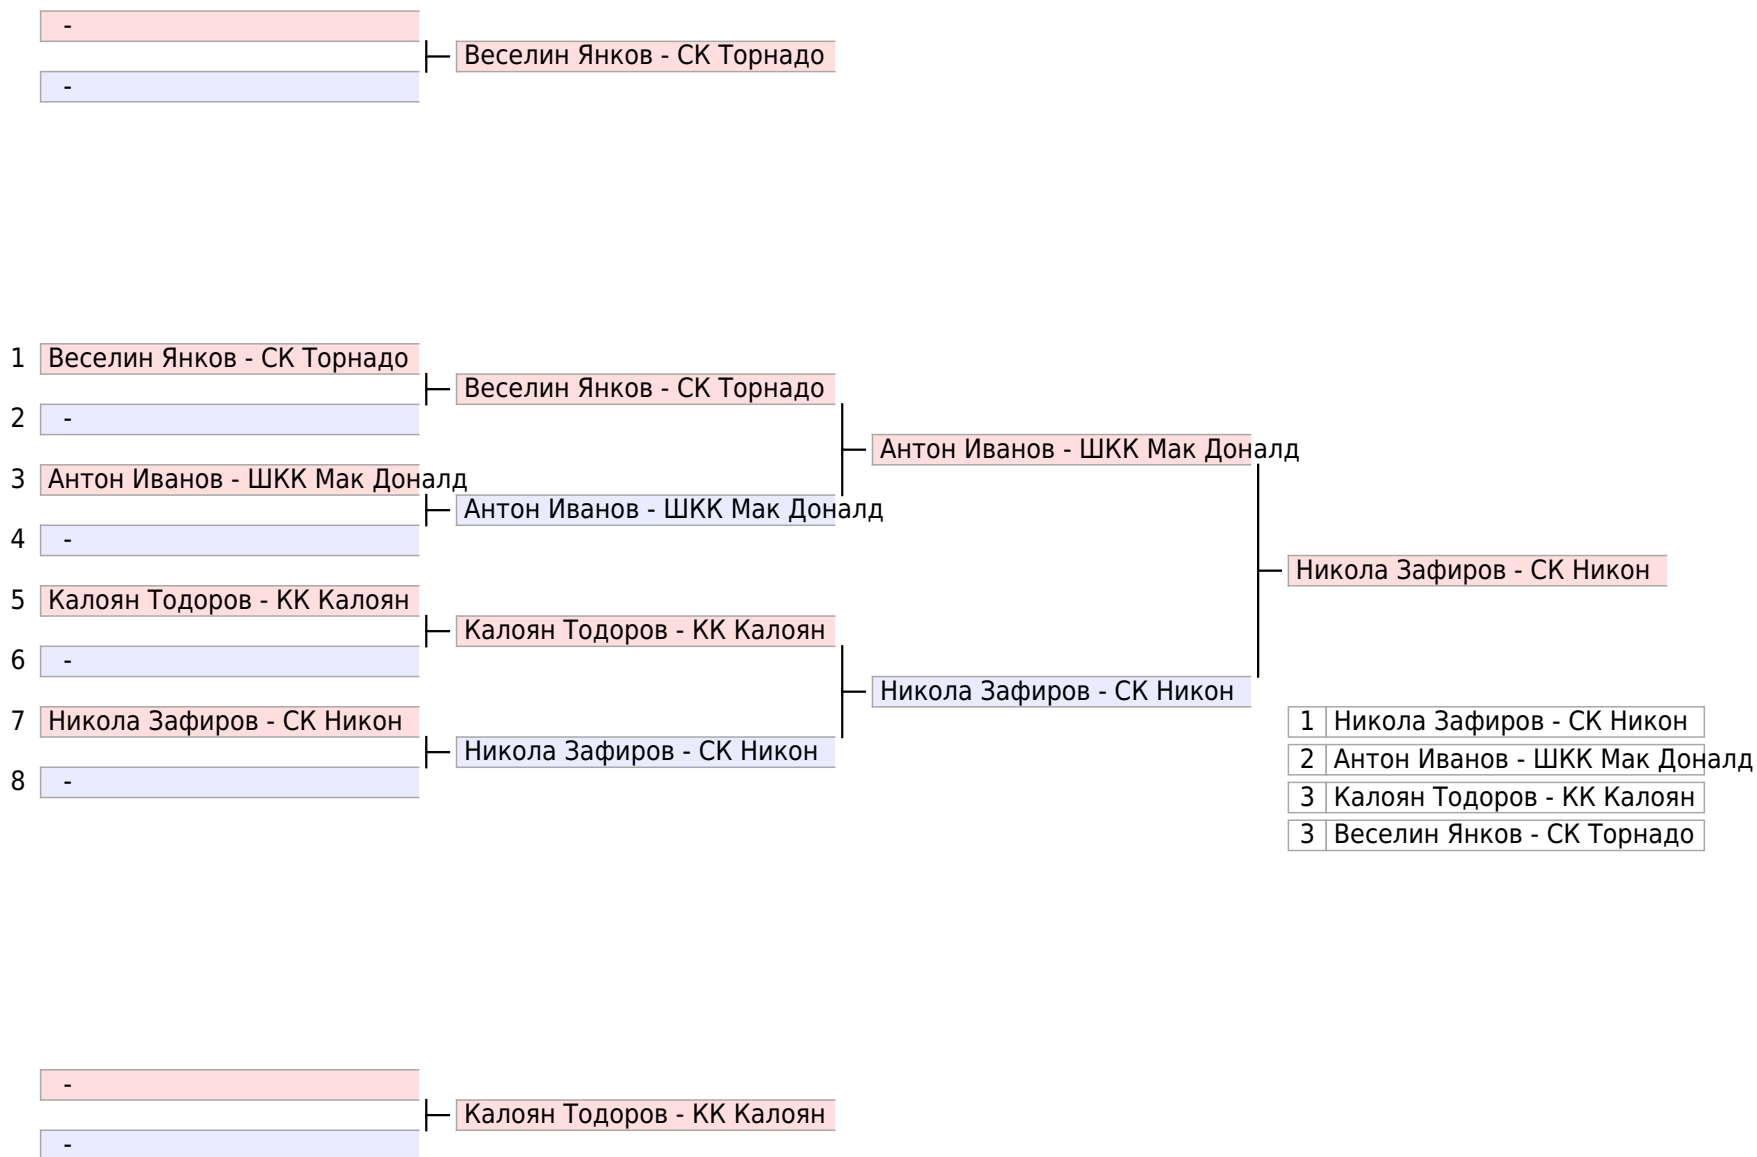 -
Веселин Янков - СК Торнадо
-
1 Веселин Янков - СК Торнадо
Веселин Янков - СК Торнадо
2 -
Антон Иванов - ШКК Мак Доналд
3 Антон Иванов - ШКК Мак Доналд
Антон Иванов - ШКК Мак Доналд
4 -
Никола Зафиров - СК Никон
5 Калоян Тодоров - КК Калоян
Калоян Тодоров - КК Калоян
6 -
Никола Зафиров - СК Никон
7 Никола Зафиров - СК Никон
1 Никола Зафиров - СК Никон
Никола Зафиров - СК Никон
2 Антон Иванов - ШКК Мак Доналд
8 -
3 Калоян Тодоров - КК Калоян
3 Веселин Янков - СК Торнадо
-
Калоян Тодоров - КК Калоян
-